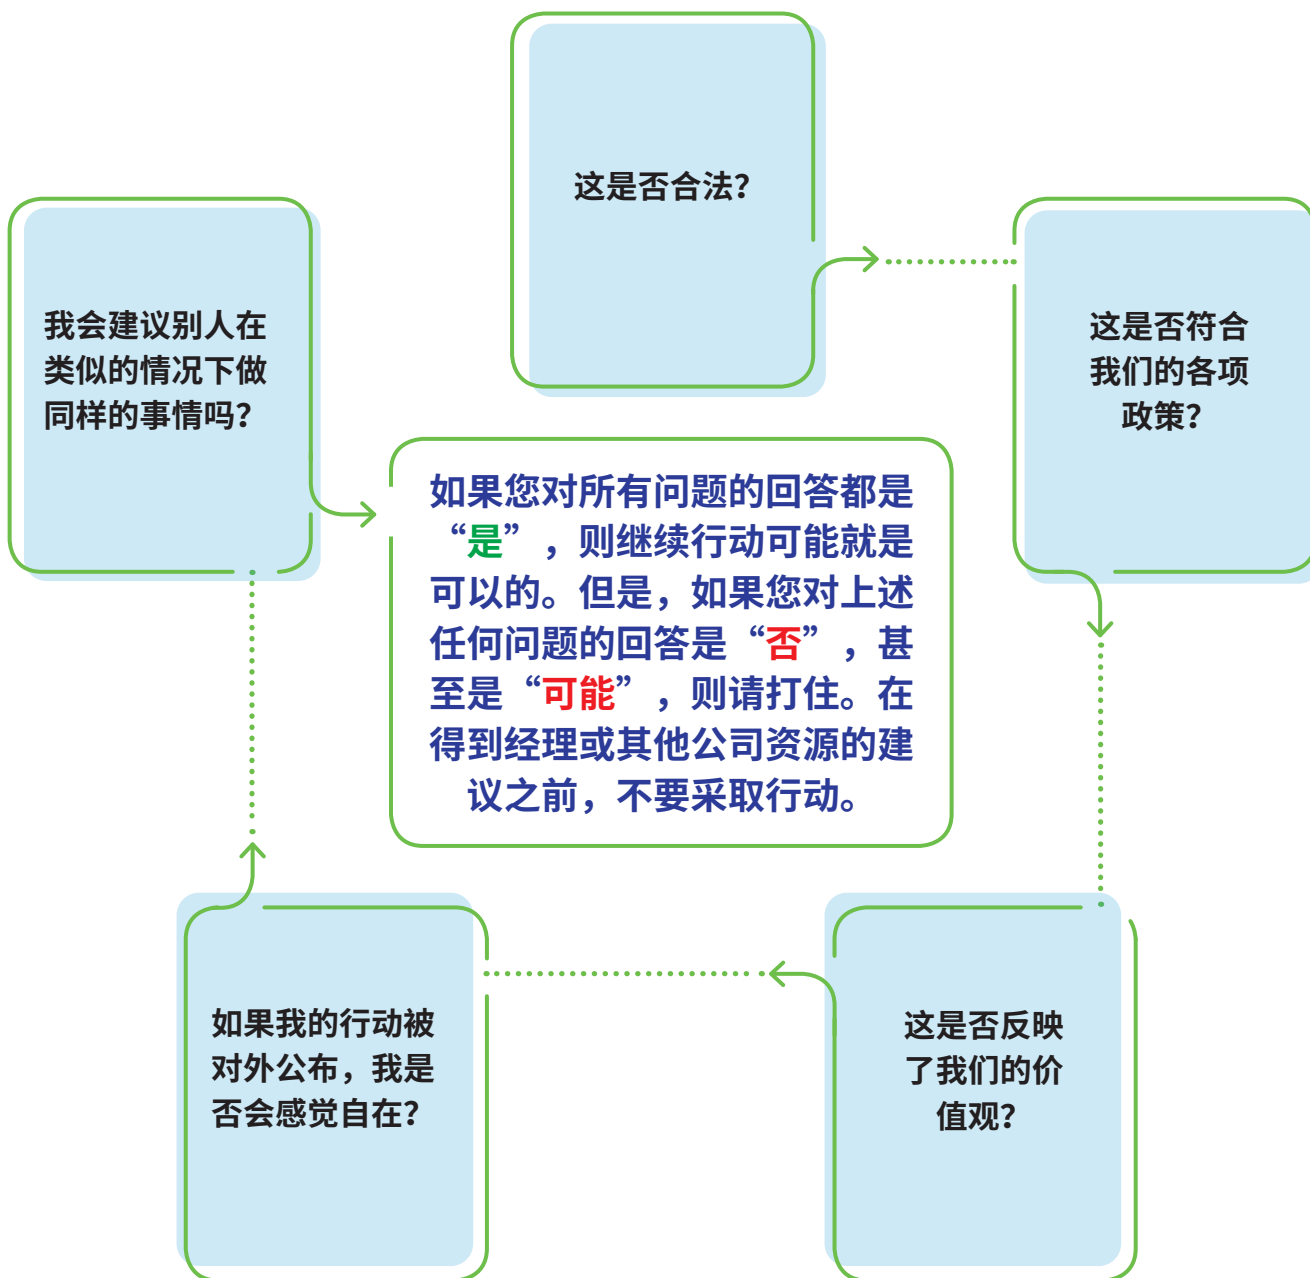 这是否合法？
这是否符合
我们的各项
政策？
这是否反映
了我们的价
值观？
如果我的行动被
对外公布，我是
否会感觉自在？
我会建议别人在
类似的情况下做
同样的事情吗？
如果您对所有问题的回答都是
“是”，则继续行动可能就是
可以的。但是，如果您对上述
任何问题的回答是“否”，甚
至是“可能”，则请打住。在
得到经理或其他公司资源的建
议之前，不要采取行动。